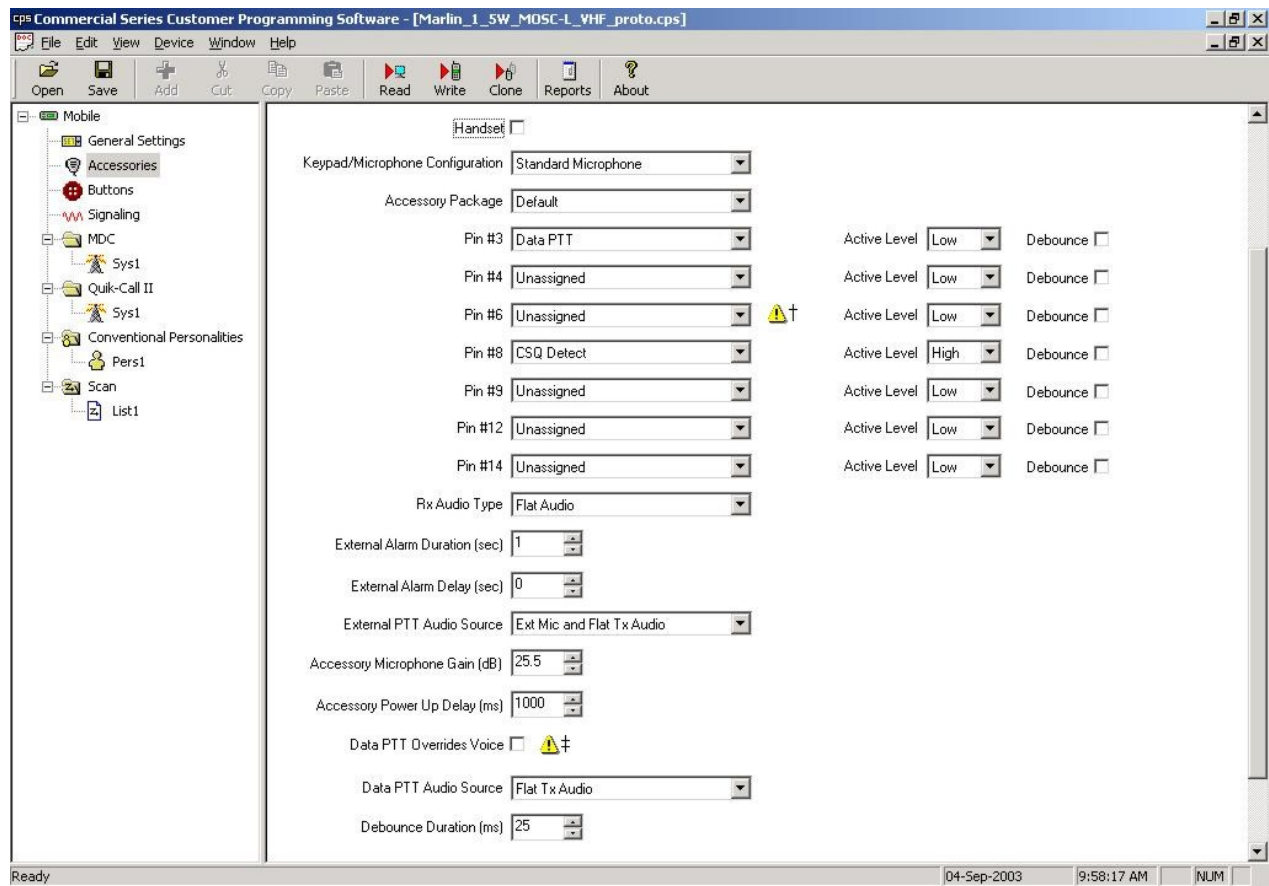 cps Commercial Series Customer Programming Software - [Marlin_1_5W_MOSC-L_VHF_proto.cps]
DOC File Edit View Device Window Help
Open Save Add Cut Copy Paste Read Write Clone Reports About
Mobile
General Settings
Accessories
Buttons
Signaling
MDC
Sys1
Quik-Call II
Sys1
Conventional Personalities
Pers1
Scan
List1
Handset
Keypad/Microphone Configuration Standard Microphone
Accessory Package Default
Pin #3 Data PTT Active Level Low Debounce
Pin #4 Unassigned Active Level Low Debounce
Pin #6 Unassigned † Active Level Low Debounce
Pin #8 CSQ Detect Active Level High Debounce
Pin #9 Unassigned Active Level Low Debounce
Pin #12 Unassigned Active Level Low Debounce
Pin #14 Unassigned Active Level Low Debounce
Rx Audio Type Flat Audio
External Alarm Duration (sec) 1
External Alarm Delay (sec) 0
External PTT Audio Source Ext Mic and Flat Tx Audio
Accessory Microphone Gain (dB) 25.5
Accessory Power Up Delay (ms) 1000
Data PTT Overrides Voice ‡
Data PTT Audio Source Flat Tx Audio
Debounce Duration (ms) 25
Ready 04-Sep-2003 9:58:17 AM NUM